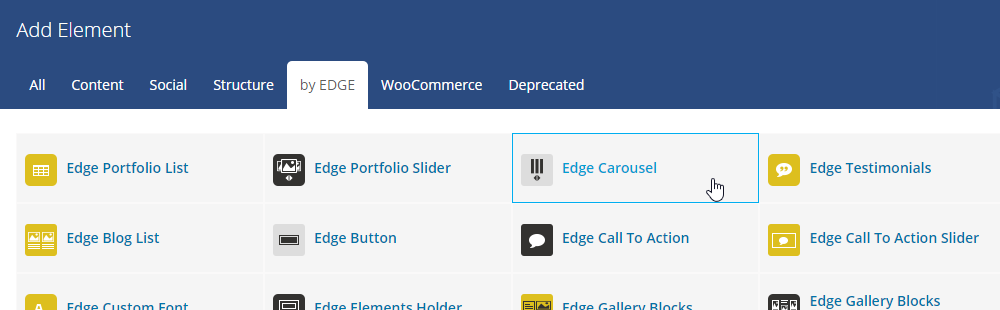 Add Element
All Content Social Structure by EDGE WooCommerce Deprecated
Edge Portfolio List Edge Portfolio Slider Edge Carousel Edge Testimonials
Edge Blog List Edge Button Edge Call To Action Edge Call To Action Slider
Edge Custom Font Edge Elements Holder Edge Gallery Blocks Edge Gallery Blocks